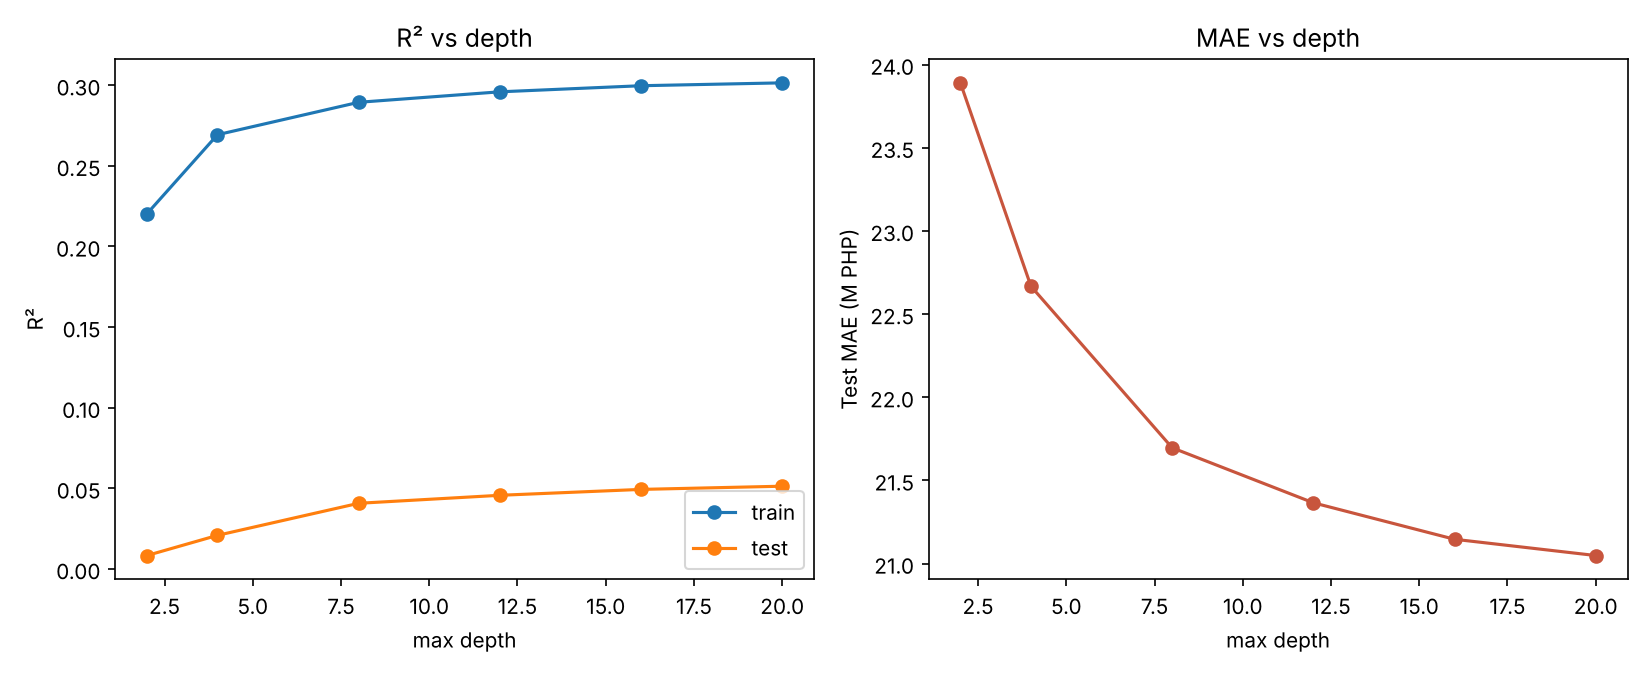 R² vs depth
0.30
0.25
0.20
0.15
0.10
0.05
0.00
R²
2.5 5.0 7.5 10.0 12.5 15.0 17.5 20.0
max depth
train
test
MAE vs depth
24.0
23.5
23.0
22.5
22.0
21.5
21.0
Test MAE (M PHP)
2.5 5.0 7.5 10.0 12.5 15.0 17.5 20.0
max depth